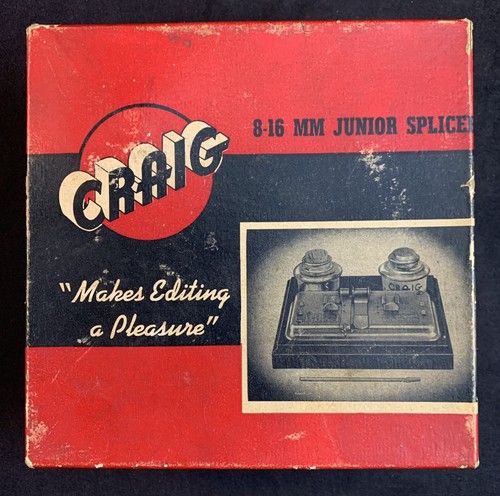 CRAIG
8-16 MM JUNIOR SPLICER
"Makes Editing
a Pleasure"
CRAIG